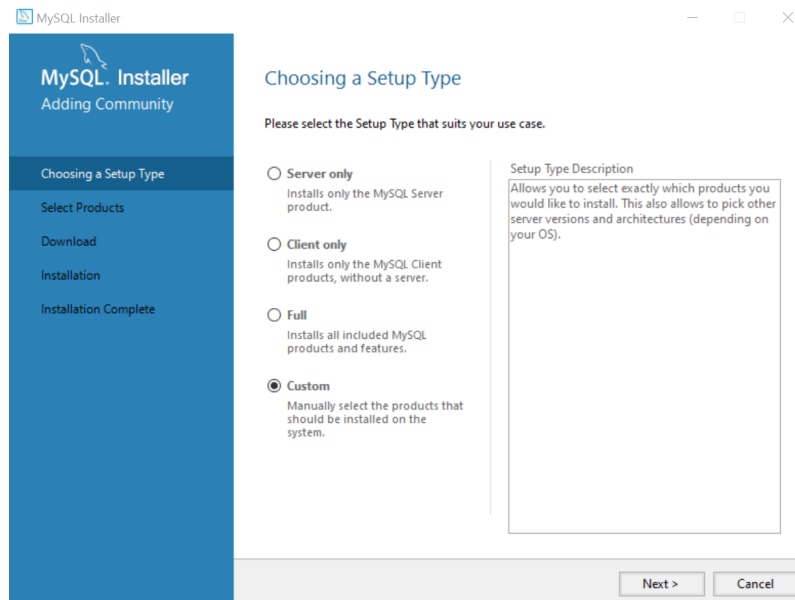 MySQL Installer
MySQL. Installer
Adding Community
Choosing a Setup Type
Select Products
Download
Installation
Installation Complete
Choosing a Setup Type
Please select the Setup Type that suits your use case.
Server only
Installs only the MySQL Server
product.
Client only
Installs only the MySQL Client
products, without a server.
Full
Installs all included MySQL
products and features.
Custom
Manually select the products that
should be installed on the
system.
Setup Type Description
Allows you to select exactly which products you
would like to install. This also allows to pick other
server versions and architectures (depending on
your OS).
Next >
Cancel